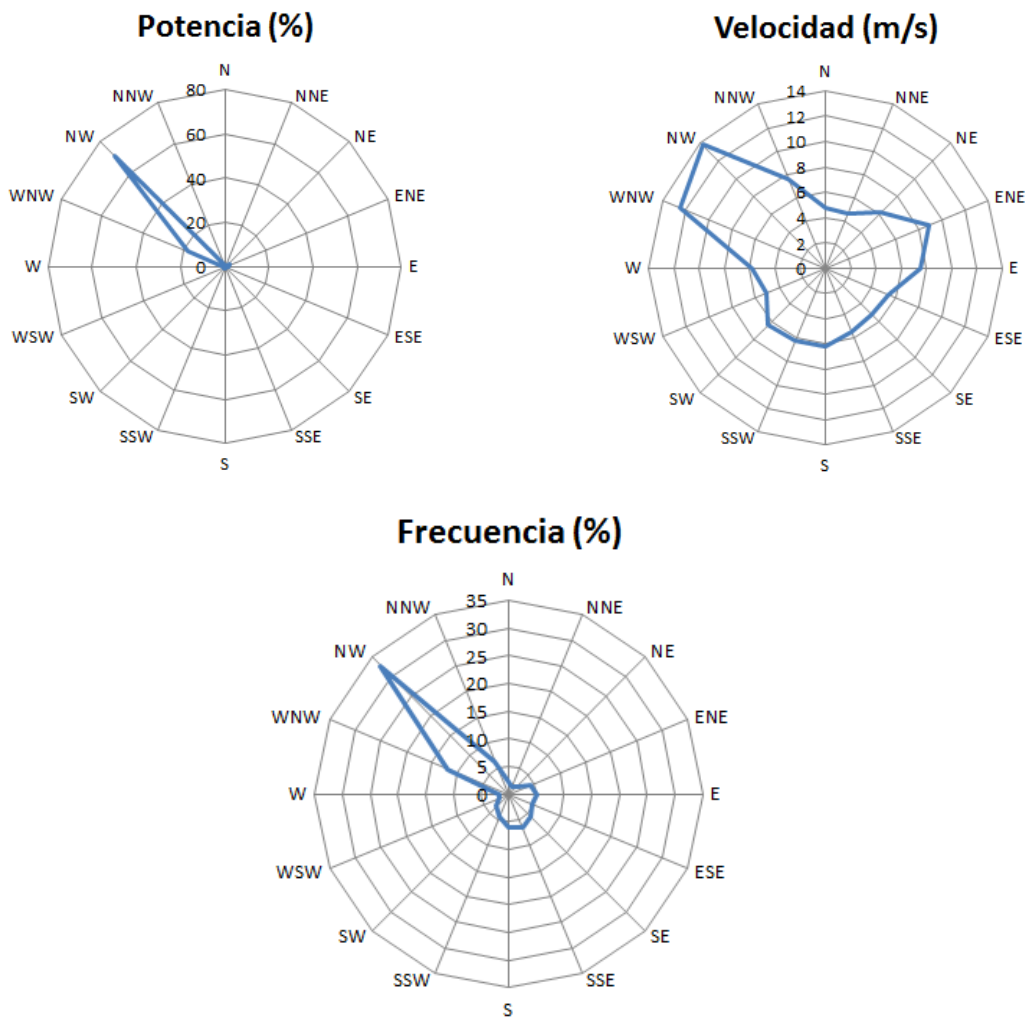 Potencia (%)
N
NNE
NE
ENE
E
ESE
SE
SSE
S
SSW
SW
WSW
W
WNW
NW
NNW
80
60
40
20
0
Velocidad (m/s)
N
NNE
NE
ENE
E
ESE
SE
SSE
S
SSW
SW
WSW
W
WNW
NW
NNW
14
12
10
8
6
4
2
0
Frecuencia (%)
N
NNE
NE
ENE
E
ESE
SE
SSE
S
SSW
SW
WSW
W
WNW
NW
NNW
35
30
25
20
15
10
5
0